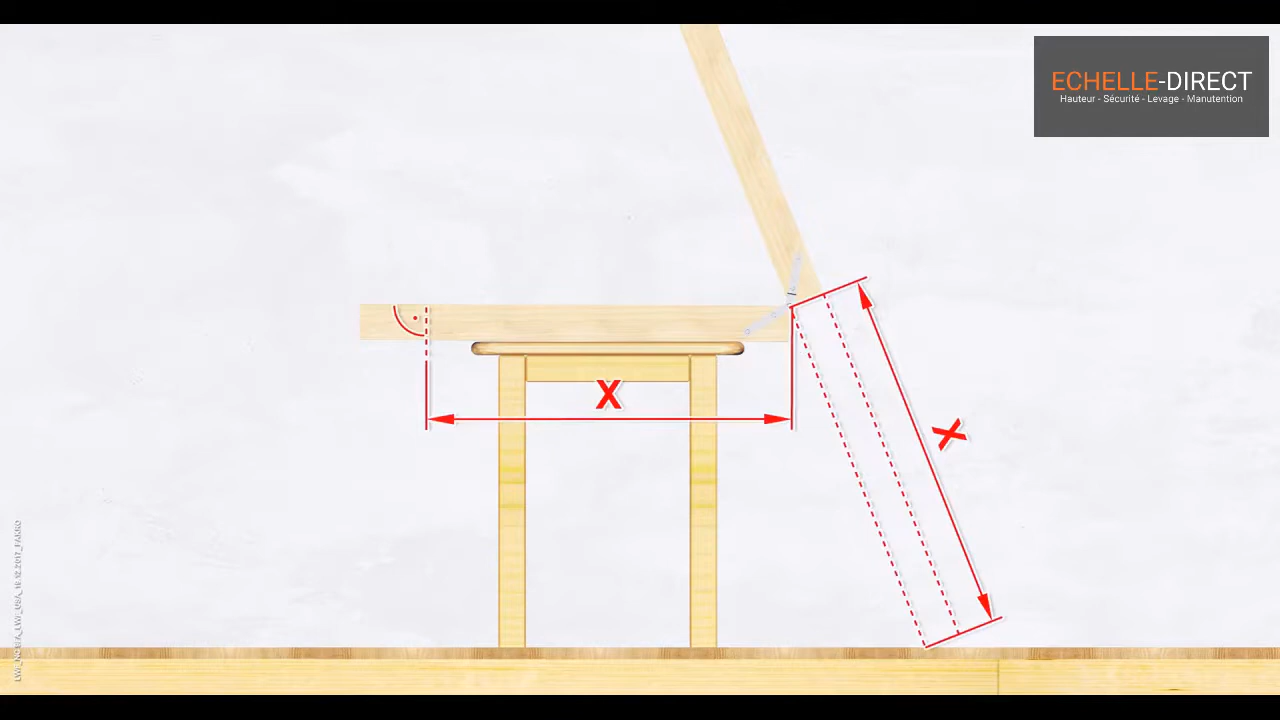 ECHELLE-DIRECT
Hauteur - Sécurité - Levage - Manutention
X
X